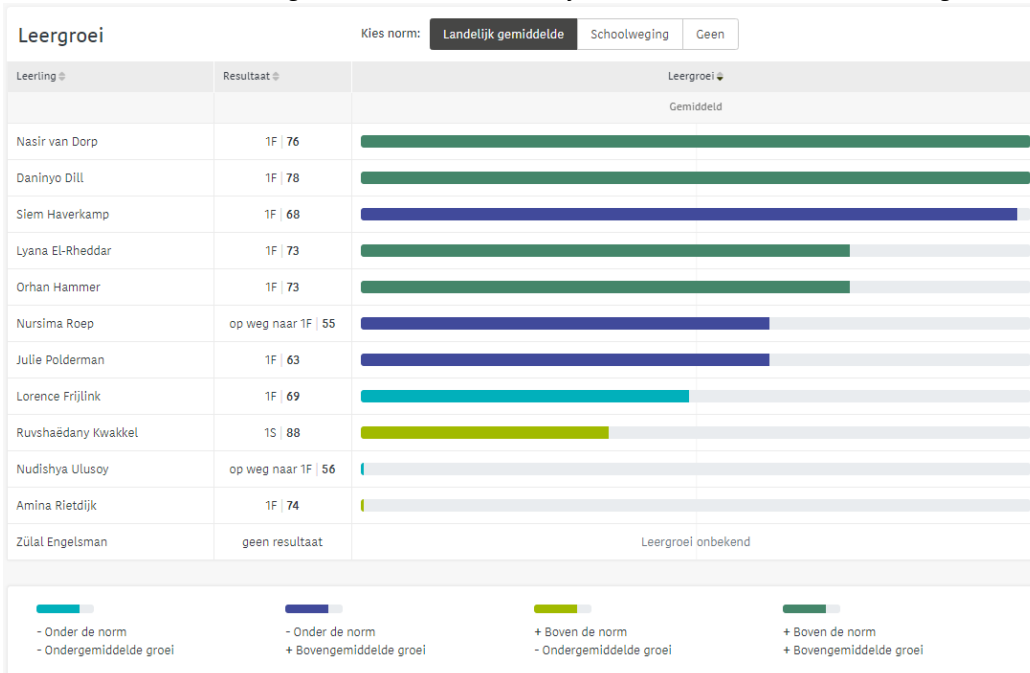 Leergroei
Kies norm: Landelijk gemiddelde Schoolweging Geen
Leerling Resultaat Leergroei
Gemiddeld
Nasir van Dorp 1F | 76
Daninyo Dill 1F | 78
Siem Haverkamp 1F | 68
Lyana El-Rheddar 1F | 73
Orhan Hammer 1F | 73
Nursima Roep op weg naar 1F | 55
Julie Polderman 1F | 63
Lorence Frijlink 1F | 69
Ruvshaëdany Kwakkel 1S | 88
Nudishya Ulusoy op weg naar 1F | 56
Amina Rietdijk 1F | 74
Zülal Engelsman geen resultaat Leergroei onbekend
- Onder de norm - Onder de norm + Boven de norm + Boven de norm
- Ondergemiddelde groei + Bovengemiddelde groei - Ondergemiddelde groei + Bovengemiddelde groei